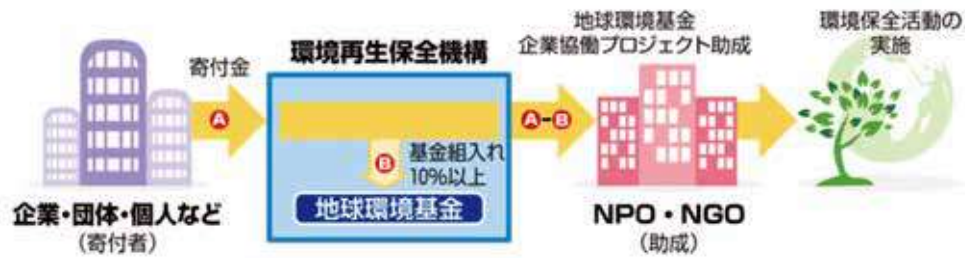 寄付金
A
企業・団体・個人など
（寄付者）
環境再生保全機構
B
基金組入れ
10%以上
地球環境基金
A-B
地球環境基金
企業協働プロジェクト助成
NPO・NGO
（助成）
環境保全活動の
実施